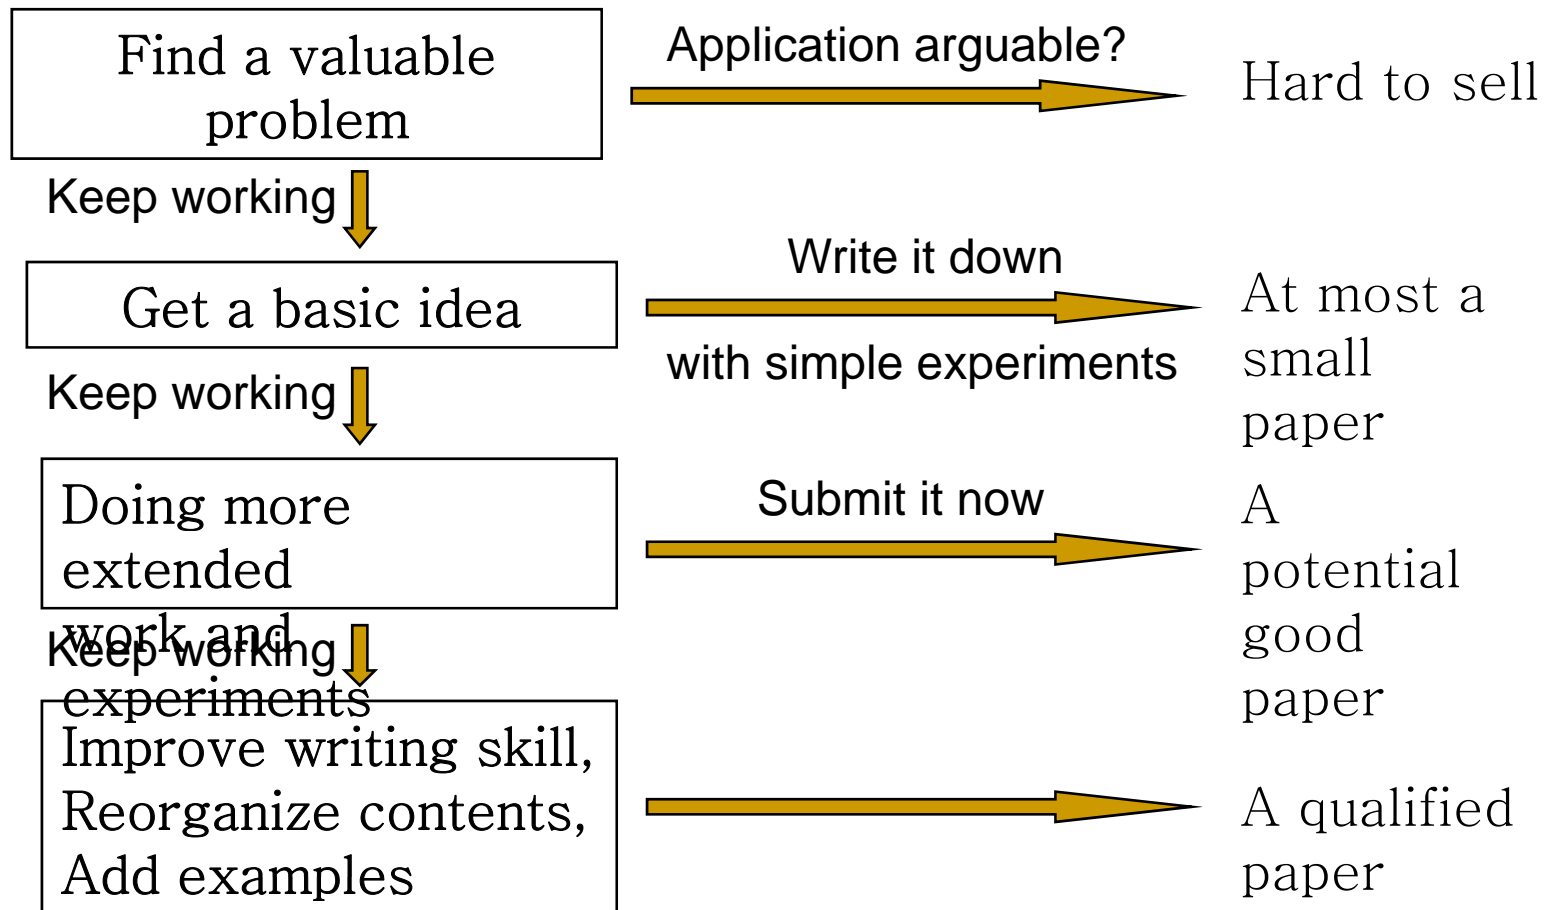 Find a valuable
problem
Application arguable?
Hard to sell
Keep working
Get a basic idea
Write it down
with simple experiments
At most a
small
paper
Keep working
Doing more
extended
work and
experiments
Submit it now
A
potential
good
paper
Keep working
Improve writing skill,
Reorganize contents,
Add examples
A qualified
paper